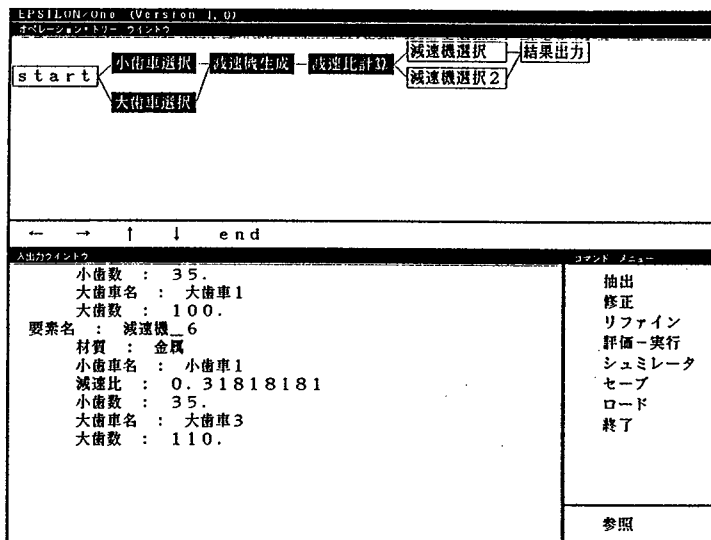 EPSILON/One (Version 1.0)
オペレーション・トリー ウインドウ
start
小歯車選択
大歯車選択
減速機生成
減速比計算
減速機選択
減速機選択2
結果出力
← → ↑ ↓ end
入出力ウインドウ
小歯数 : 35.
大歯車名 : 大歯車1
大歯数 : 100.
要素名 : 減速機_6
材質 : 金属
小歯車名 : 小歯車1
減速比 : 0.31818181
小歯数 : 35.
大歯車名 : 大歯車3
大歯数 : 110.
コマンド メニュー
抽出
修正
リファイン
評価-実行
シュミレータ
セーブ
ロード
終了
参照